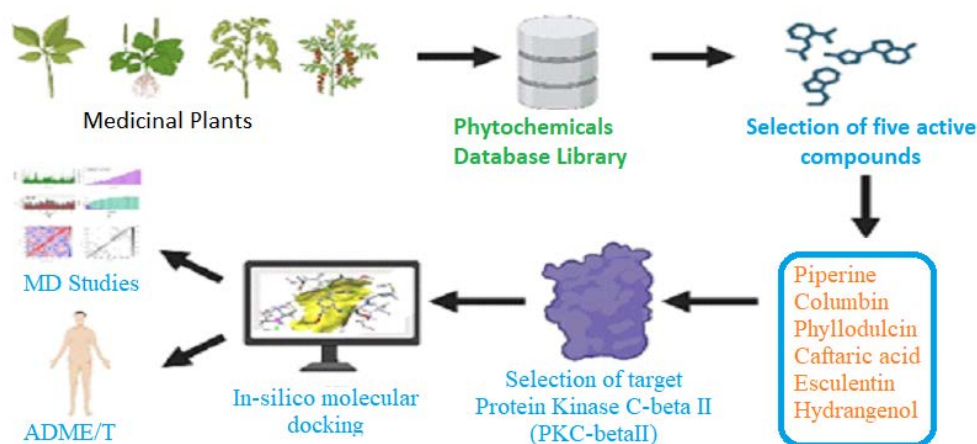 Medicinal Plants
Phytochemicals
Database Library
Selection of five active
compounds
Piperine
Columbin
Phyllodulcin
Caftaric acid
Esculentin
Hydrangenol
Selection of target
Protein Kinase C-beta II
(PKC-betaII)
In-silico molecular
docking
MD Studies
ADME/T